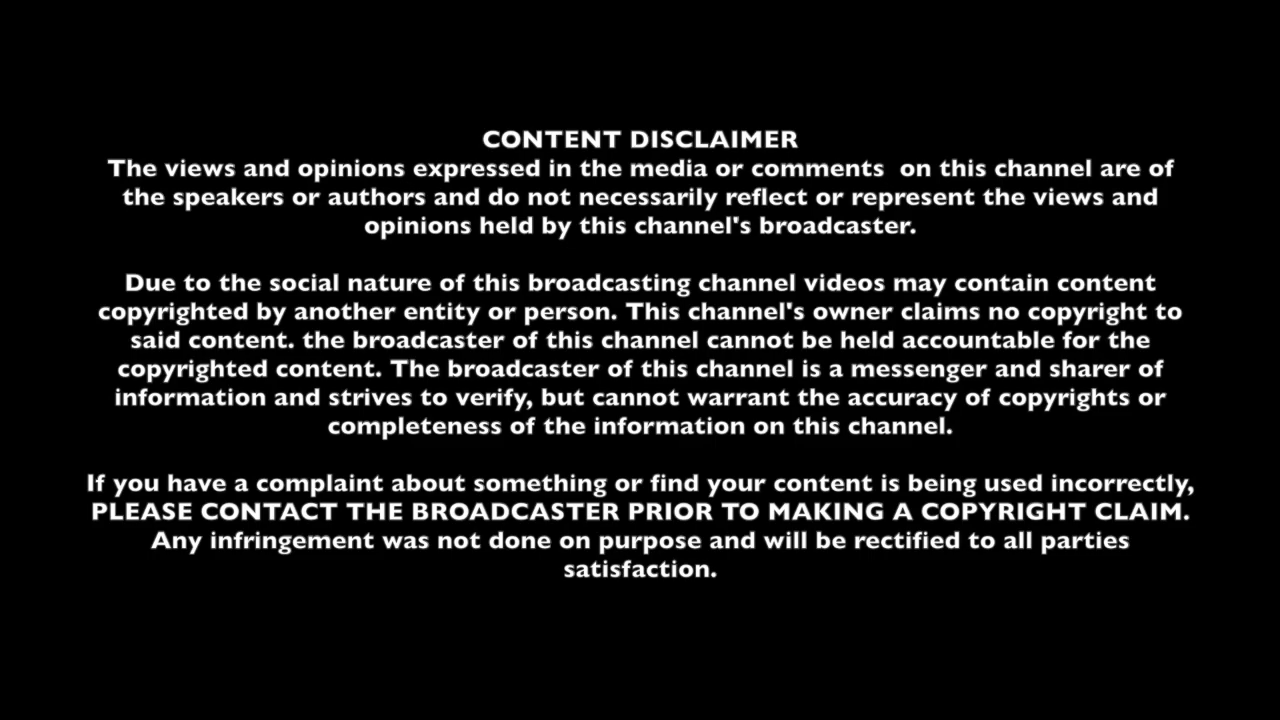 CONTENT DISCLAIMER
The views and opinions expressed in the media or comments  on this channel are of
the speakers or authors and do not necessarily reflect or represent the views and
opinions held by this channel's broadcaster.
Due to the social nature of this broadcasting channel videos may contain content
copyrighted by another entity or person. This channel's owner claims no copyright to
said content. the broadcaster of this channel cannot be held accountable for the
copyrighted content. The broadcaster of this channel is a messenger and sharer of
information and strives to verify, but cannot warrant the accuracy of copyrights or
completeness of the information on this channel.
If you have a complaint about something or find your content is being used incorrectly,
PLEASE CONTACT THE BROADCASTER PRIOR TO MAKING A COPYRIGHT CLAIM.
Any infringement was not done on purpose and will be rectified to all parties
satisfaction.